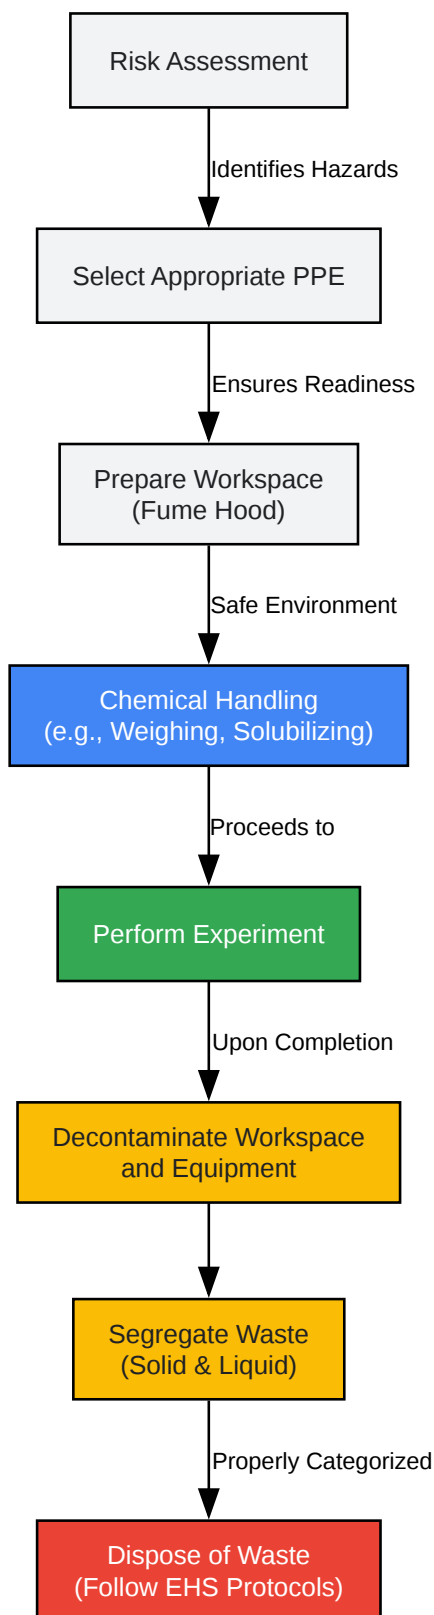 Risk Assessment
Identifies Hazards
Select Appropriate PPE
Ensures Readiness
Prepare Workspace
(Fume Hood)
Safe Environment
Chemical Handling
(e.g., Weighing, Solubilizing)
Proceeds to
Perform Experiment
Upon Completion
Decontaminate Workspace
and Equipment
Segregate Waste
(Solid & Liquid)
Properly Categorized
Dispose of Waste
(Follow EHS Protocols)